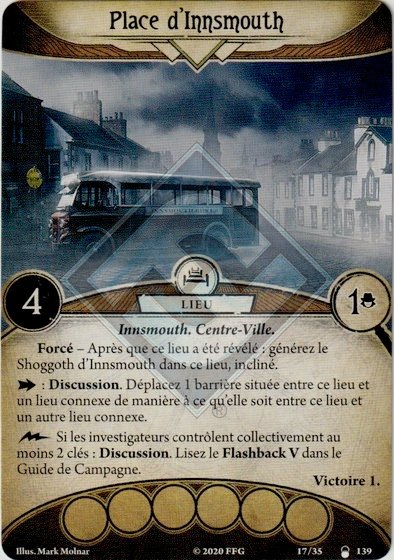 Place d'Innsmouth
4
LIEU
1
Innsmouth. Centre-Ville.
Forcé – Après que ce lieu a été révélé : générez le
Shoggoth d'Innsmouth dans ce lieu, incliné.
: Discussion. Déplacez 1 barrière située entre ce lieu et
un lieu connexe de manière à ce qu'elle soit entre ce lieu et
un autre lieu connexe.
Si les investigateurs contrôlent collectivement au
moins 2 clés : Discussion. Lisez le Flashback V dans le
Guide de Campagne.
Victoire 1.
Illus. Mark Molnar © 2020 FFG 17/35 139